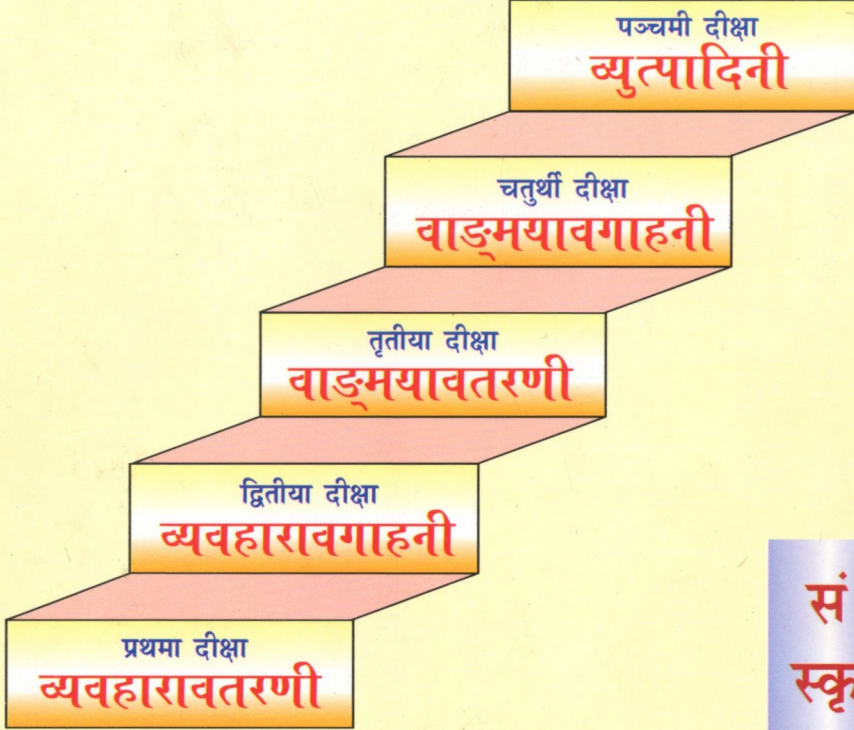 पञ्चमी दीक्षा
व्युत्पादिनी
चतुर्थी दीक्षा
वाङ्मयावगाहनी
तृतीया दीक्षा
वाङ्मयावतरणी
द्वितीया दीक्षा
व्यवहारावगाहनी
प्रथमा दीक्षा
व्यवहारावतरणी
सं
स्कृ